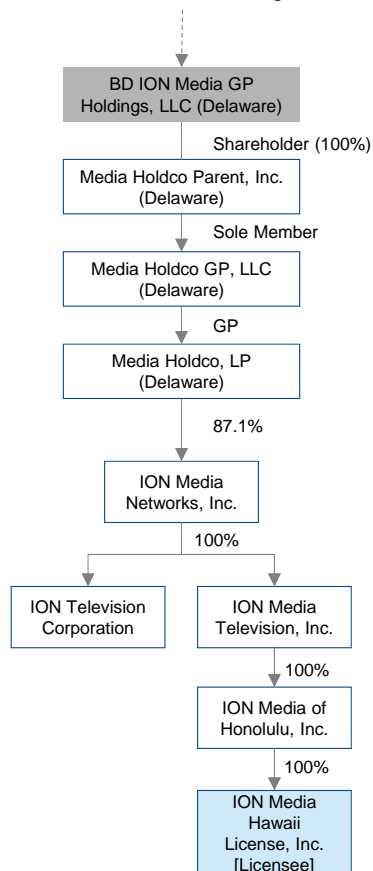 BD ION Media GP
Holdings, LLC (Delaware)
Shareholder (100%)
Media Holdco Parent, Inc.
(Delaware)
Sole Member
Media Holdco GP, LLC
(Delaware)
GP
Media Holdco, LP
(Delaware)
87.1%
ION Media
Networks, Inc.
100%
ION Television
Corporation
ION Media
Television, Inc.
100%
ION Media of
Honolulu, Inc.
100%
ION Media
Hawaii
License, Inc.
[Licensee]